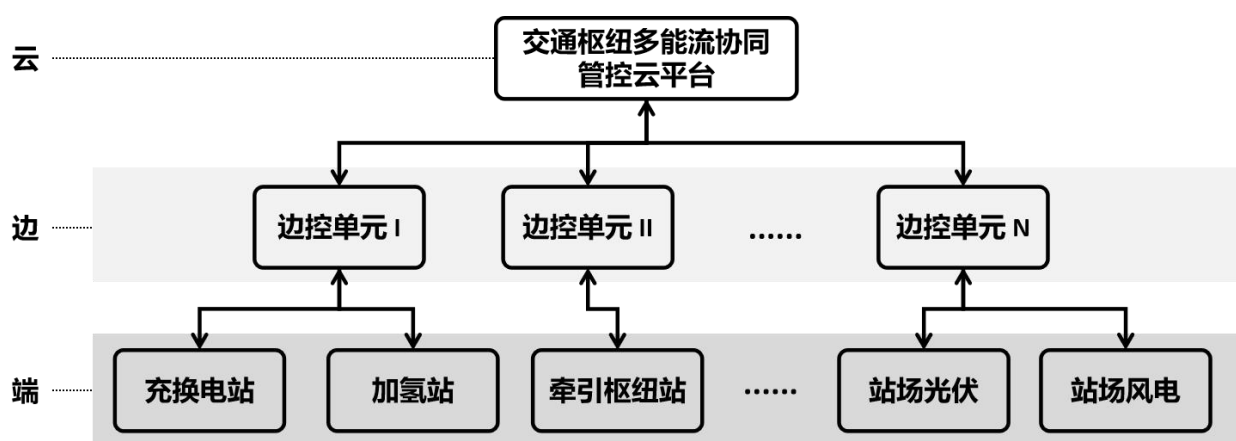 云
交通枢纽多能流协同
管控云平台
边
边控单元 I
边控单元 II
......
边控单元 N
端
充换电站
加氢站
牵引枢纽站
......
站场光伏
站场风电